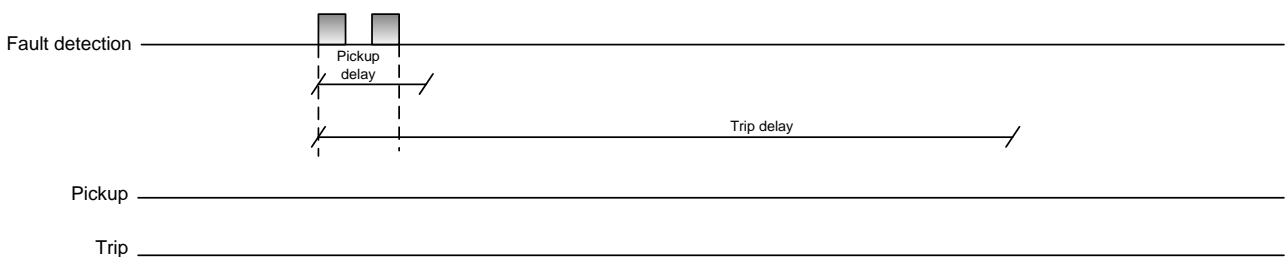 Fault detection
Pickup
delay
Trip delay
Pickup
Trip